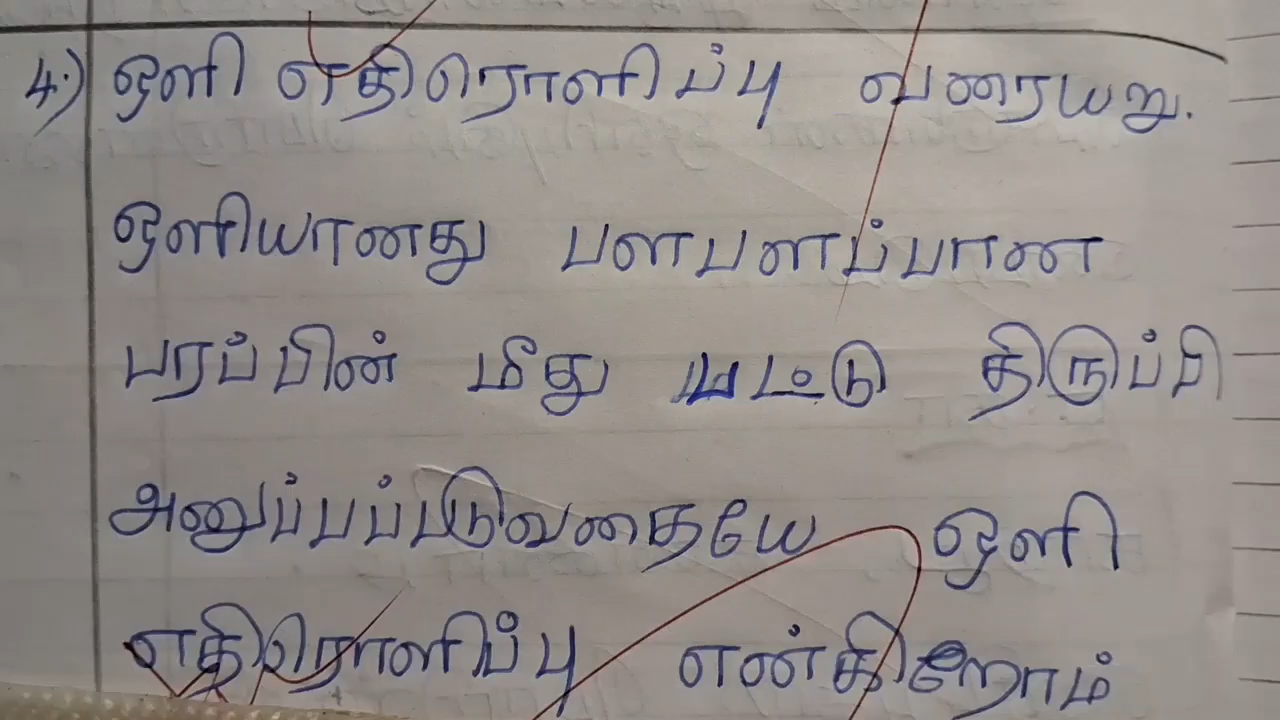 4.) ஒளி எதிரொளிப்பு வரையறு.
ஒளியானது பளபளப்பான
பரப்பின் மீது பட்டு திருப்பி
அனுப்பப்படுவதையே ஒளி
எதிரொளிப்பு என்கிறோம்